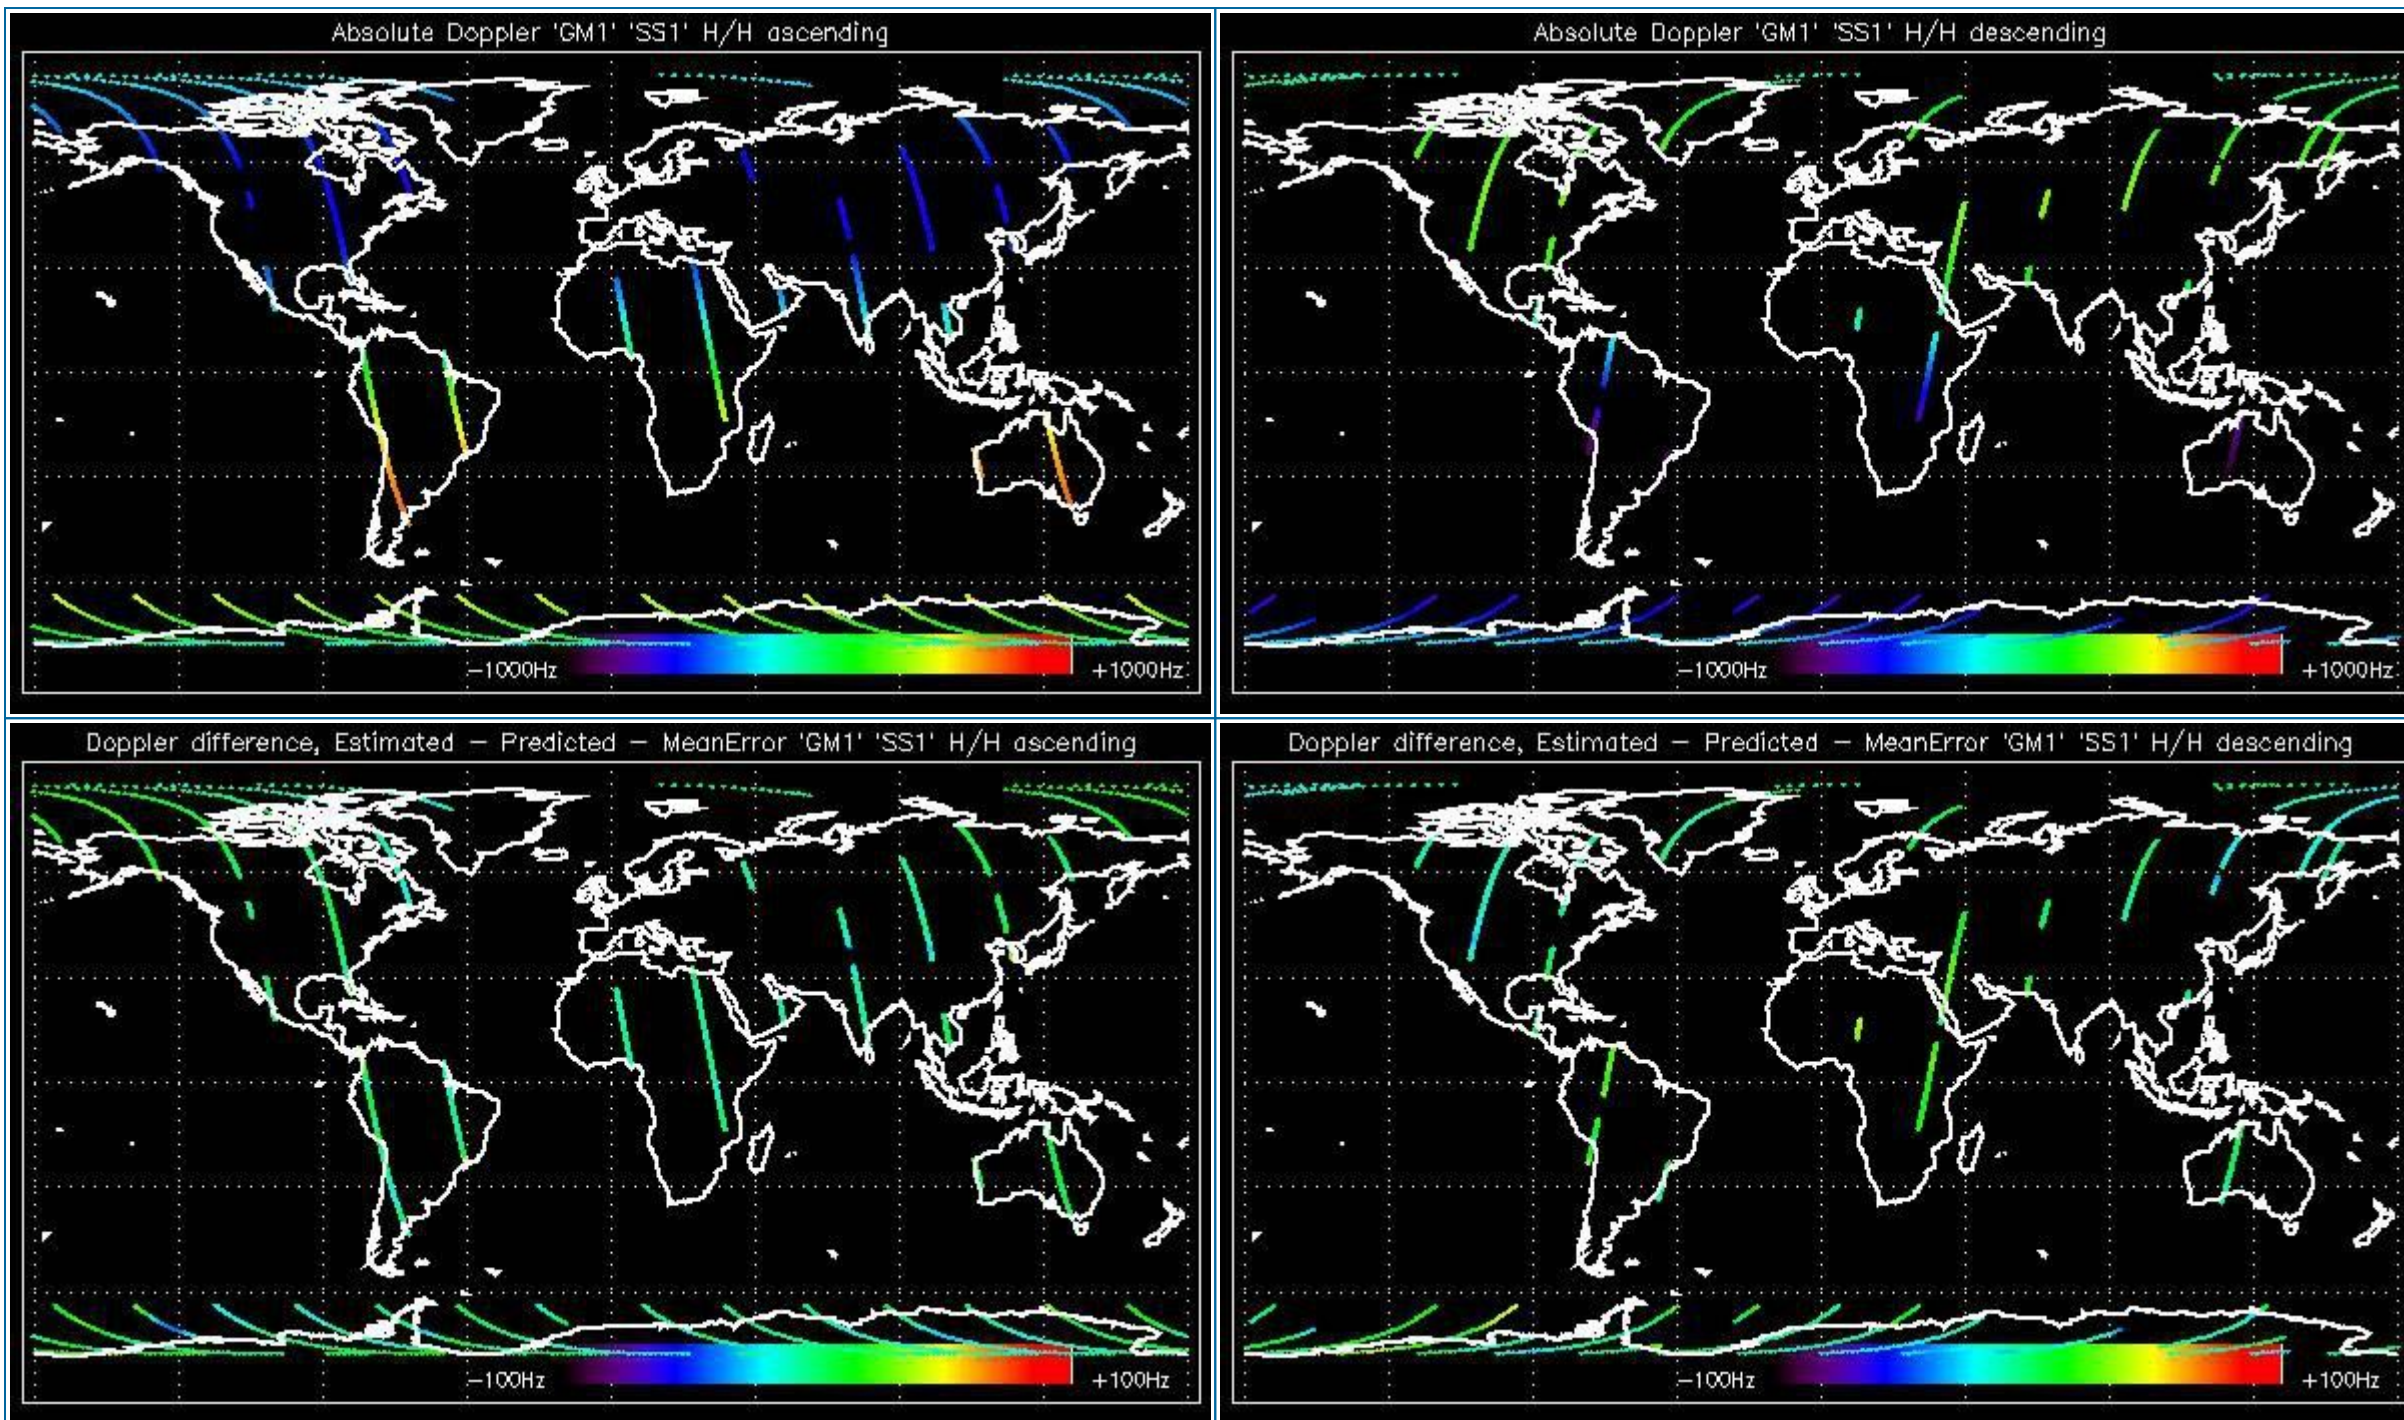 Absolute Doppler 'GM1' 'SS1' H/H ascending
-1000Hz
+1000Hz
Absolute Doppler 'GM1' 'SS1' H/H descending
-1000Hz
+1000Hz
Doppler difference, Estimated - Predicted - MeanError 'GM1' 'SS1' H/H ascending
-100Hz
+100Hz
Doppler difference, Estimated - Predicted - MeanError 'GM1' 'SS1' H/H descending
-100Hz
+100Hz